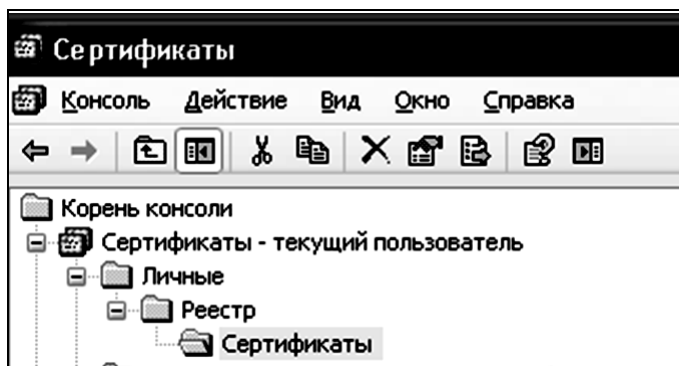 Сертификаты
Консоль Действие Вид Окно Справка
Корень консоли
Сертификаты - текущий пользователь
Личные
Реестр
Сертификаты